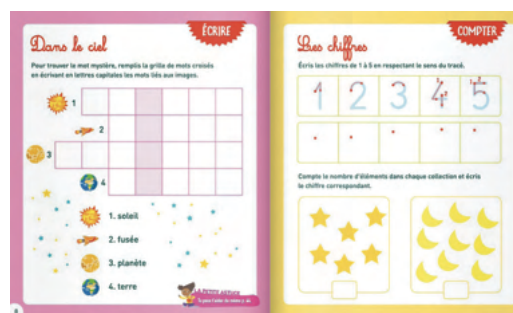 ÉCRIRE
Dans le ciel
Pour trouver le mot mystère, remplis la grille de mots croisés
en écrivant en lettres capitales les mots liés aux images.
1
2
3
4
1. soleil
2. fusée
3. planète
4. terre
COMPTER
Les chiffres
Écris les chiffres de 1 à 5 en respectant le sens du tracé.
1 2 3 4 5
Compte le nombre d'éléments dans chaque collection et écris
le chiffre correspondant.